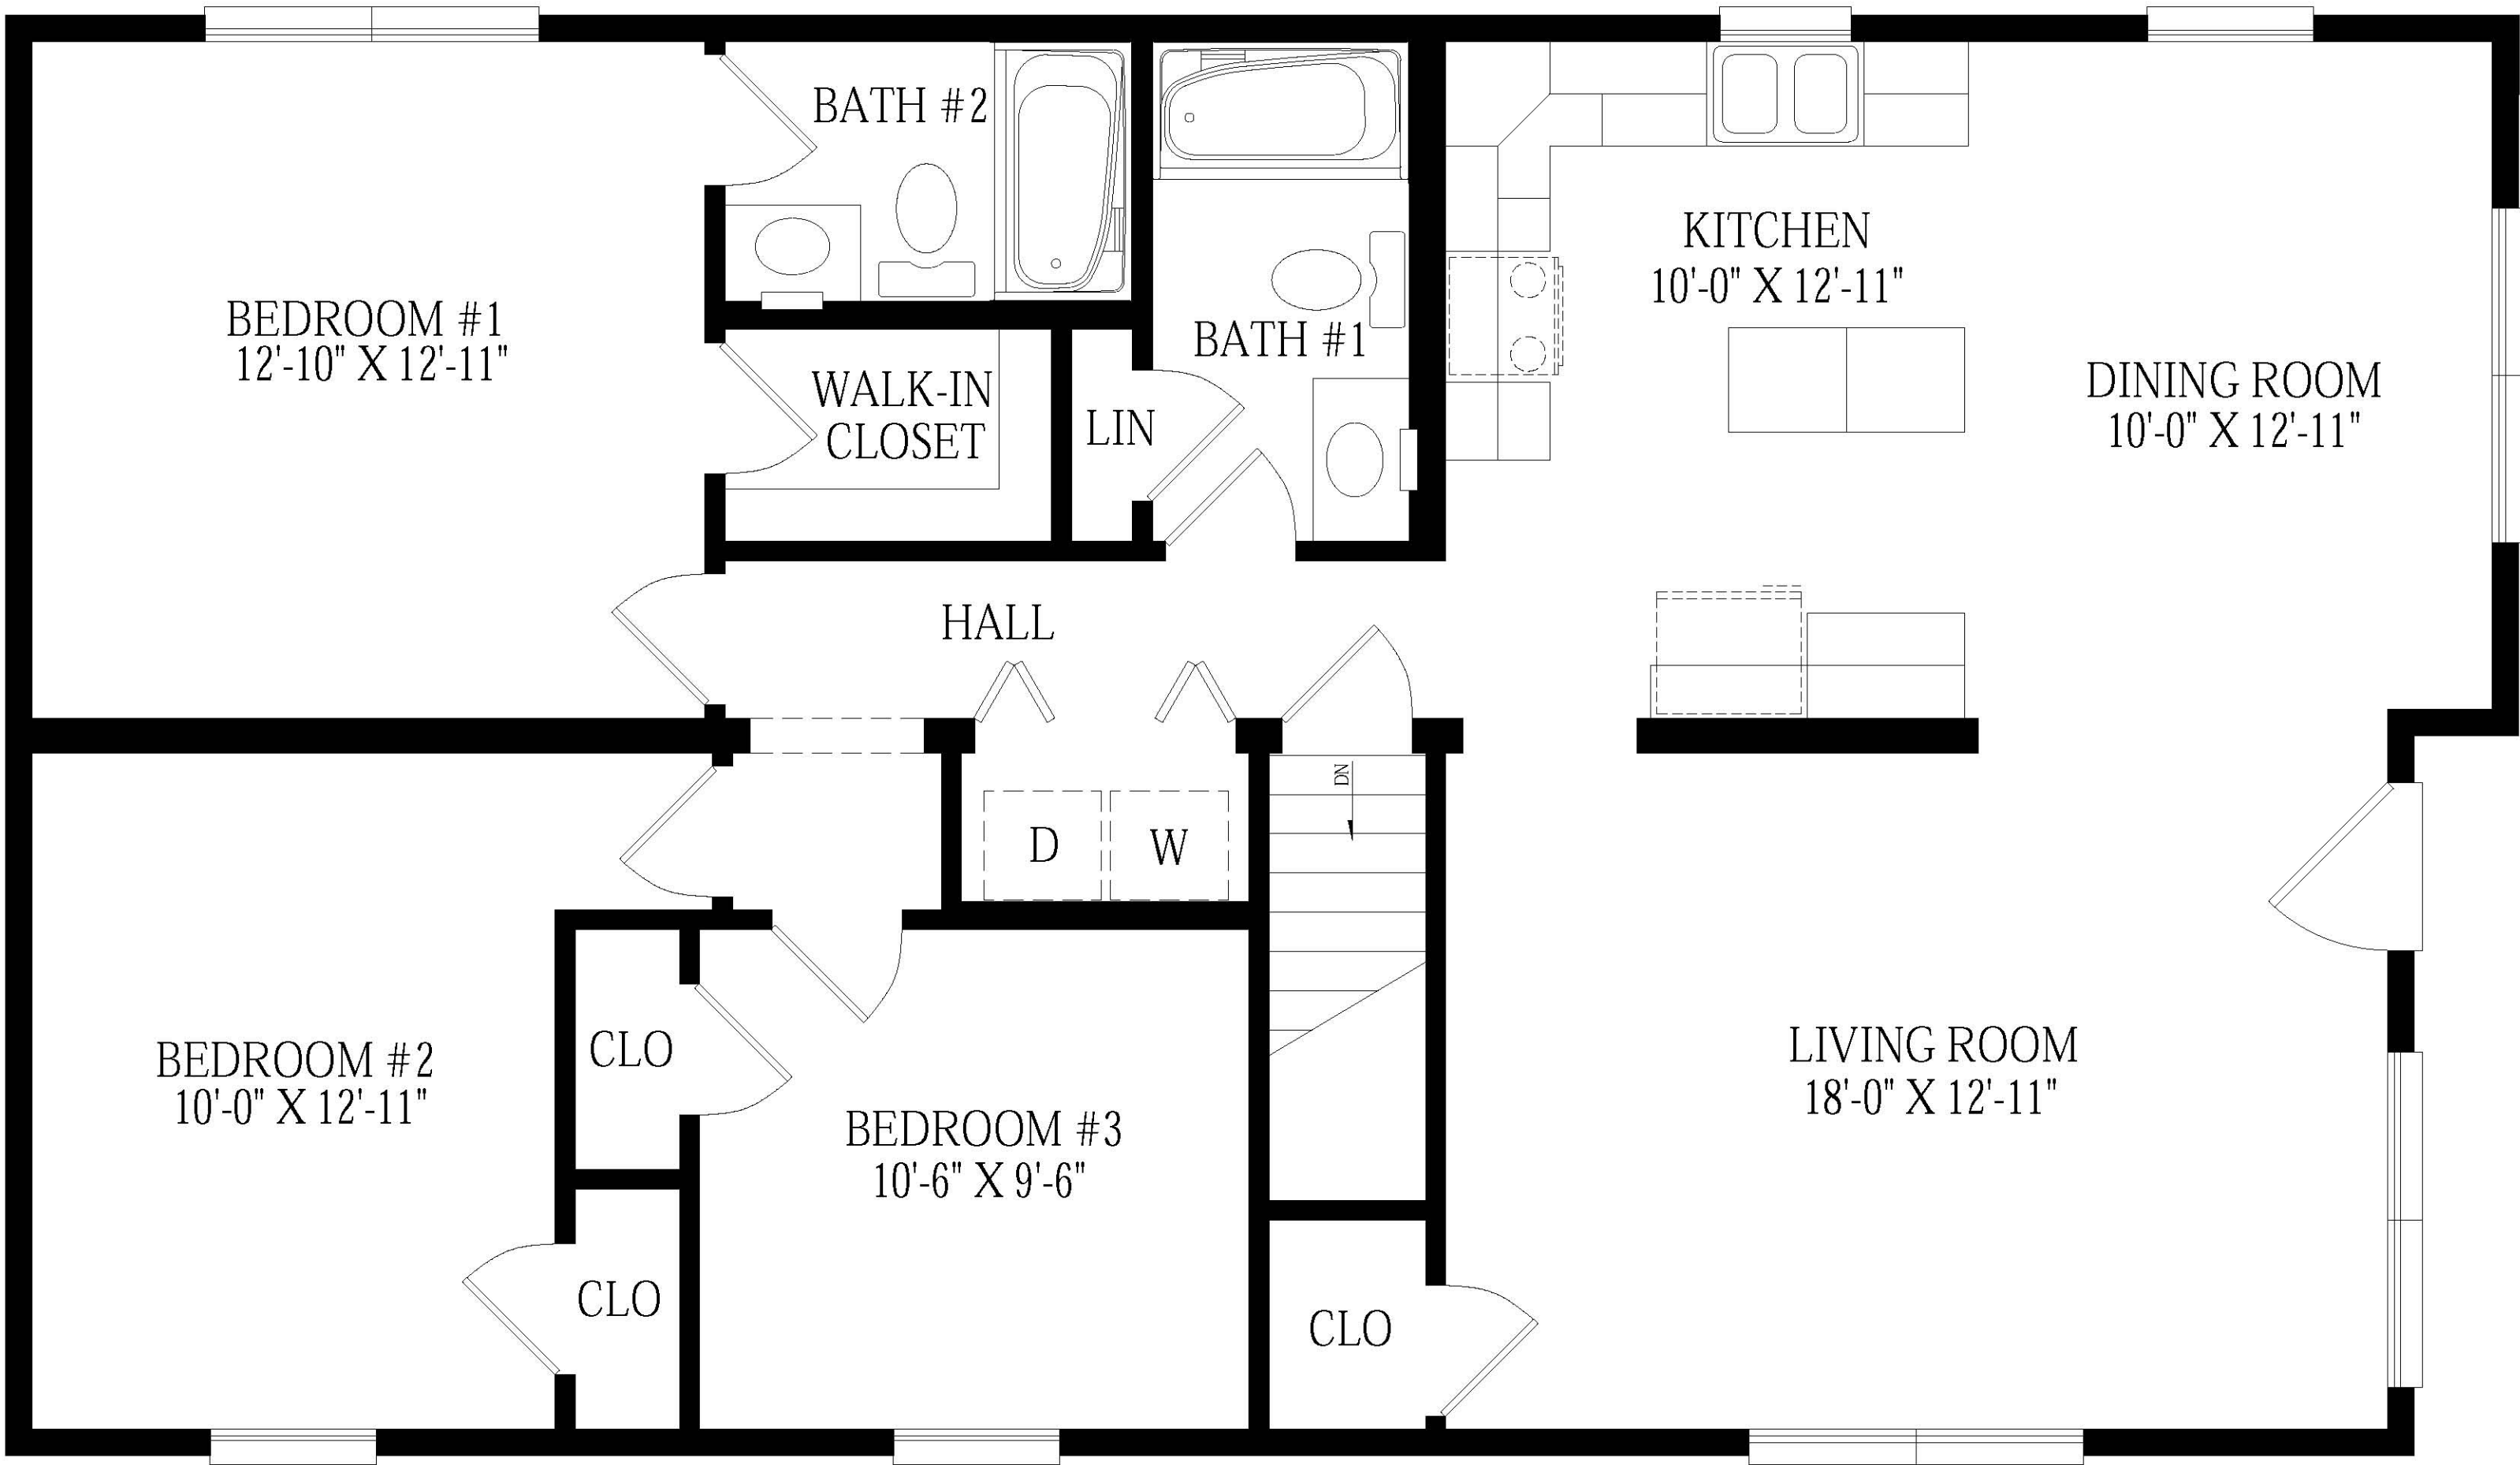 BATH #2
KITCHEN
10'-0" X 12'-11"
BEDROOM #1
12'-10" X 12'-11"
BATH #1
WALK-IN
CLOSET
LIN
DINING ROOM
10'-0" X 12'-11"
HALL
DN
D
W
BEDROOM #2
10'-0" X 12'-11"
CLO
LIVING ROOM
18'-0" X 12'-11"
BEDROOM #3
10'-6" X 9'-6"
CLO
CLO